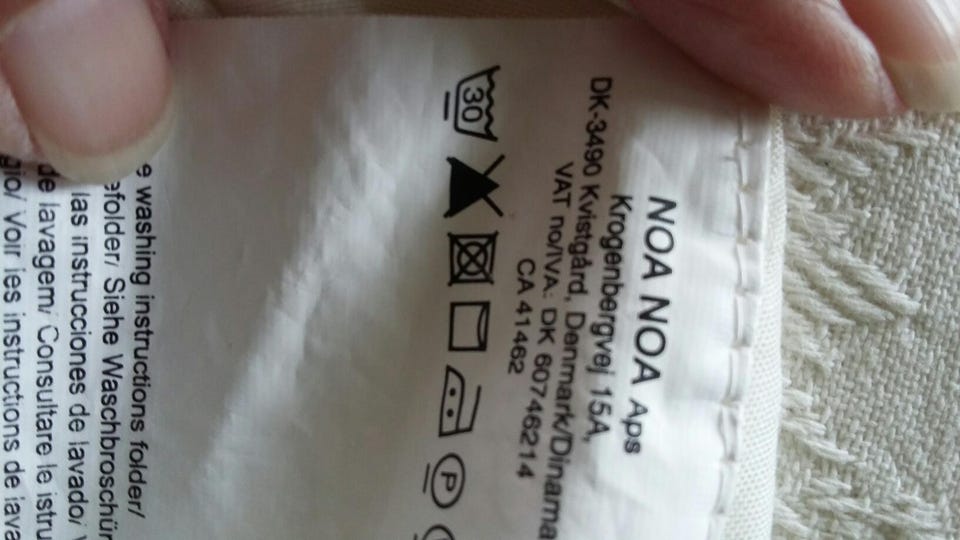 NOA NOA Aps
Krogenbergvej 15A,
DK-3490 Kvistgård, Denmark/Dinama
VAT no/IVA: DK 60746214
CA 41462
30
P
e washing instructions folder/
efolder/ Siehe Waschbroschür
las instrucciones de lavado/
de lavagem/ Consultare le istru
gio/ Voir les instructions de lava